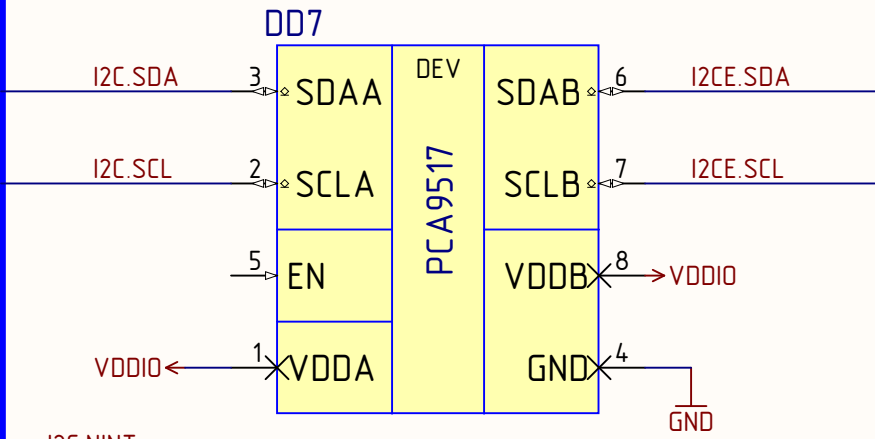 DD7
DEV
I2C.SDA 3 SDAA SDAB 6 I2CE.SDA
I2C.SCL 2 SCLA SCLB 7 I2CE.SCL
PCA9517
5 EN VDDB 8 VDDIO
VDDIO 1 VDDA GND 4
GND